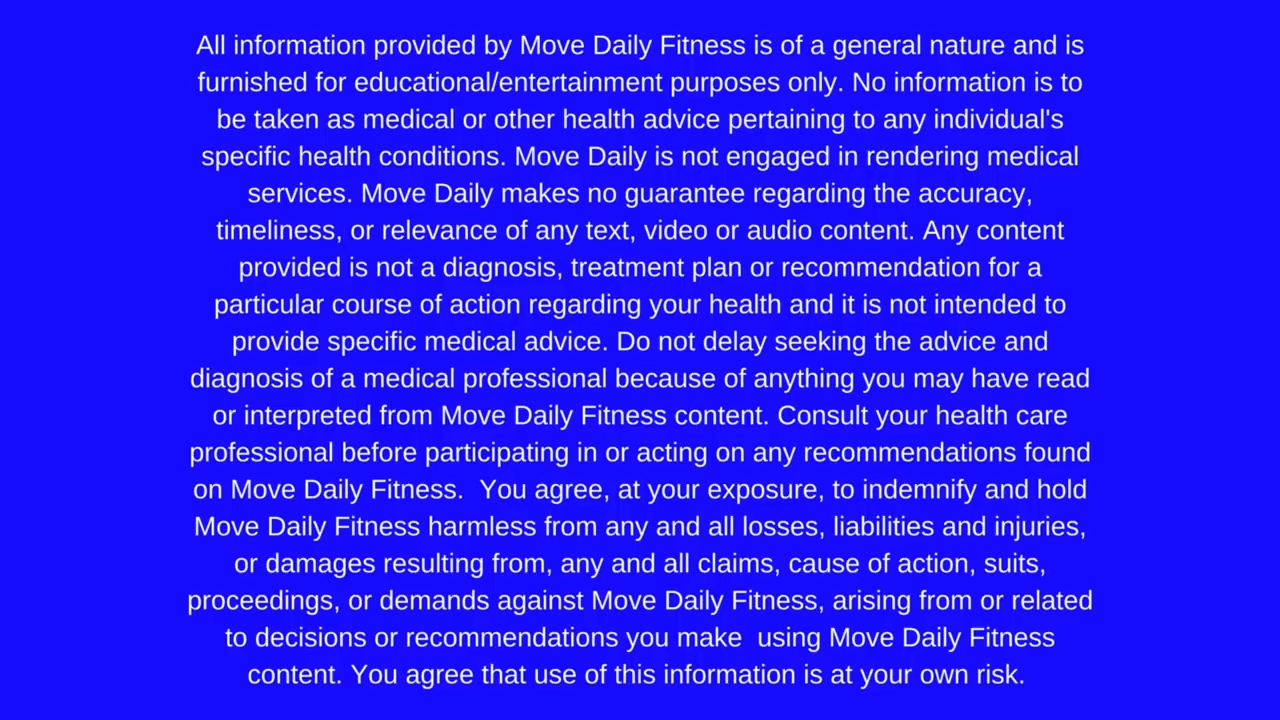 All information provided by Move Daily Fitness is of a general nature and is
furnished for educational/entertainment purposes only. No information is to
be taken as medical or other health advice pertaining to any individual's
specific health conditions. Move Daily is not engaged in rendering medical
services. Move Daily makes no guarantee regarding the accuracy,
timeliness, or relevance of any text, video or audio content. Any content
provided is not a diagnosis, treatment plan or recommendation for a
particular course of action regarding your health and it is not intended to
provide specific medical advice. Do not delay seeking the advice and
diagnosis of a medical professional because of anything you may have read
or interpreted from Move Daily Fitness content. Consult your health care
professional before participating in or acting on any recommendations found
on Move Daily Fitness.  You agree, at your exposure, to indemnify and hold
Move Daily Fitness harmless from any and all losses, liabilities and injuries,
or damages resulting from, any and all claims, cause of action, suits,
proceedings, or demands against Move Daily Fitness, arising from or related
to decisions or recommendations you make  using Move Daily Fitness
content. You agree that use of this information is at your own risk.